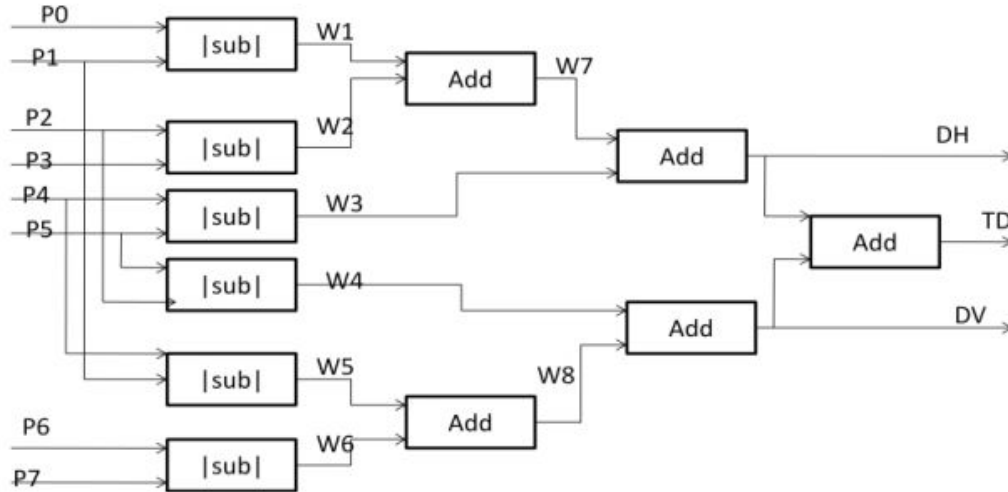 P0
|sub|
W1
P1
Add
W7
P2
|sub|
W2
P3
Add
DH
P4
|sub|
W3
P5
Add
TD
|sub|
W4
Add
DV
|sub|
W5
W8
Add
P6
|sub|
W6
P7